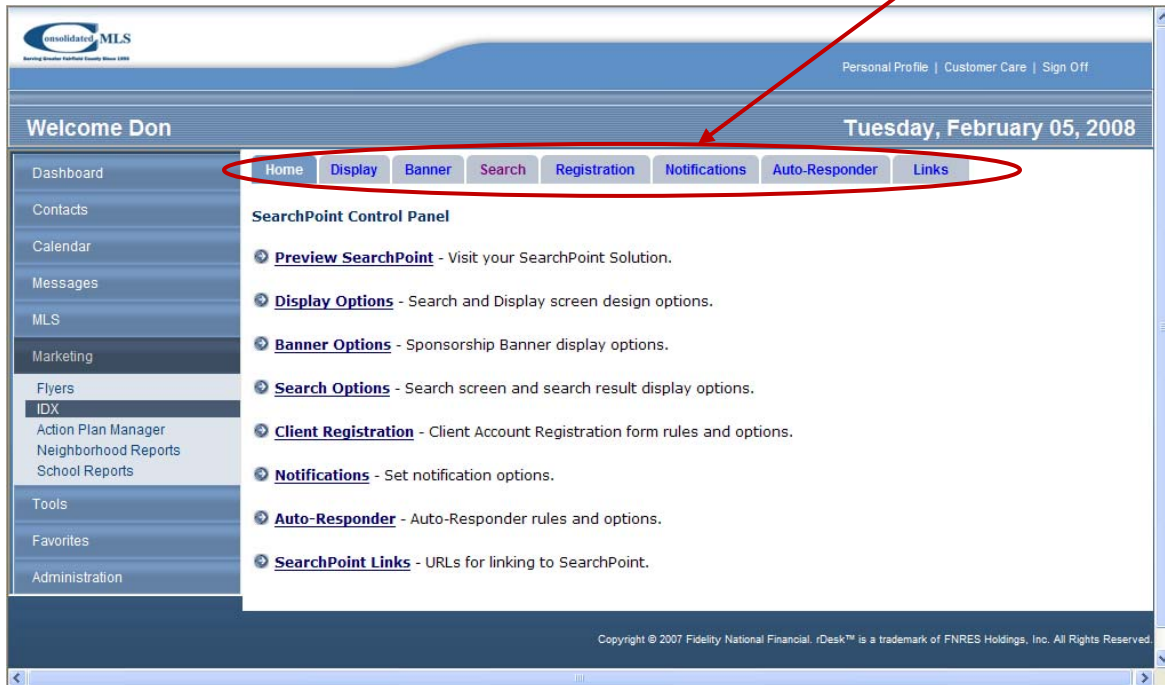 Consolidated MLS
Serving Greater Fairfield County Since 1992
Personal Profile | Customer Care | Sign Off
Welcome Don
Tuesday, February 05, 2008
Home Display Banner Search Registration Notifications Auto-Responder Links
Dashboard
Contacts
Calendar
Messages
MLS
Marketing
Flyers
IDX
Action Plan Manager
Neighborhood Reports
School Reports
Tools
Favorites
Administration
SearchPoint Control Panel
Preview SearchPoint - Visit your SearchPoint Solution.
Display Options - Search and Display screen design options.
Banner Options - Sponsorship Banner display options.
Search Options - Search screen and search result display options.
Client Registration - Client Account Registration form rules and options.
Notifications - Set notification options.
Auto-Responder - Auto-Responder rules and options.
SearchPoint Links - URLs for linking to SearchPoint.
Copyright © 2007 Fidelity National Financial. rDesk™ is a trademark of FNRES Holdings, Inc. All Rights Reserved.